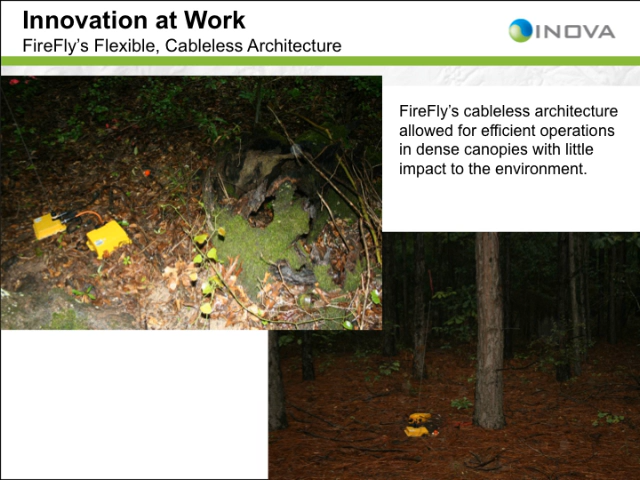 Innovation at Work
FireFly's Flexible, Cableless Architecture
INOVA
FireFly's cableless architecture
allowed for efficient operations
in dense canopies with little
impact to the environment.